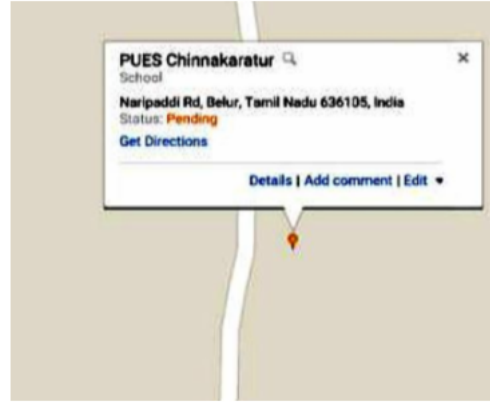 PUES Chinnakaratur
School
Naripaddi Rd, Belur, Tamil Nadu 636105, India
Status: Pending
Get Directions
Details | Add comment | Edit